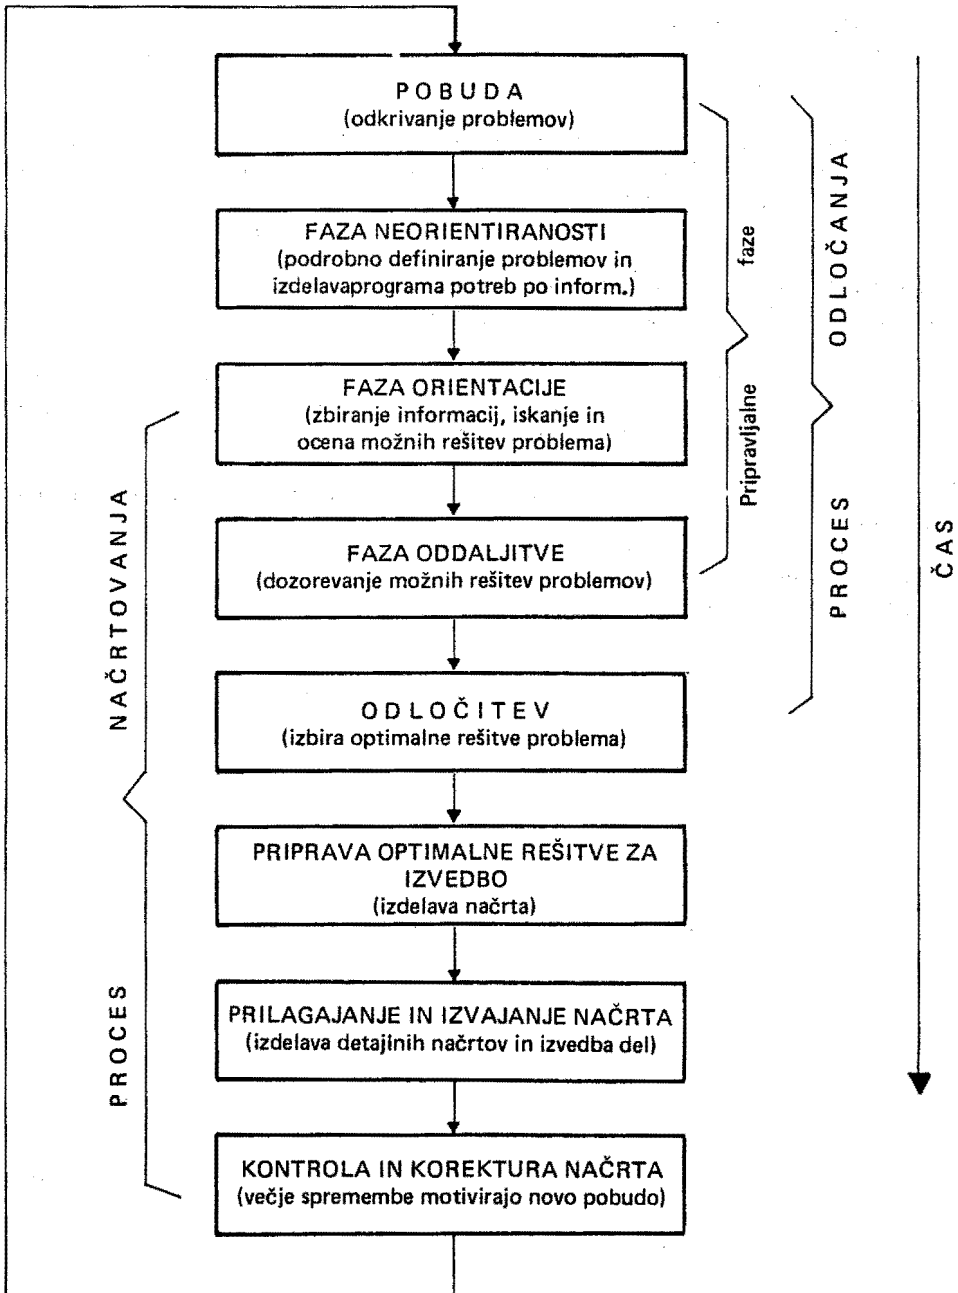 P O B U D A
(odkrivanje problemov)
FAZA NEORIENTIRANOSTI
(podrobno definiranje problemov in
izdelavaprograma potreb po inform.)
FAZA ORIENTACIJE
(zbiranje informacij, iskanje in
ocena možnih rešitev problema)
FAZA ODDALJITVE
(dozorevanje možnih rešitev problemov)
O D L O Č I T E V
(izbira optimalne rešitve problema)
PRIPRAVA OPTIMALNE REŠITVE ZA
IZVEDBO
(izdelava načrta)
PRILAGAJANJE IN IZVAJANJE NAČRTA
(izdelava detajlnih načrtov in izvedba del)
KONTROLA IN KOREKTURA NAČRTA
(večje spremembe motivirajo novo pobudo)
PROCES NAČRTOVANJA
Pripravljalne faze
PROCES ODLOČANJA
ČAS